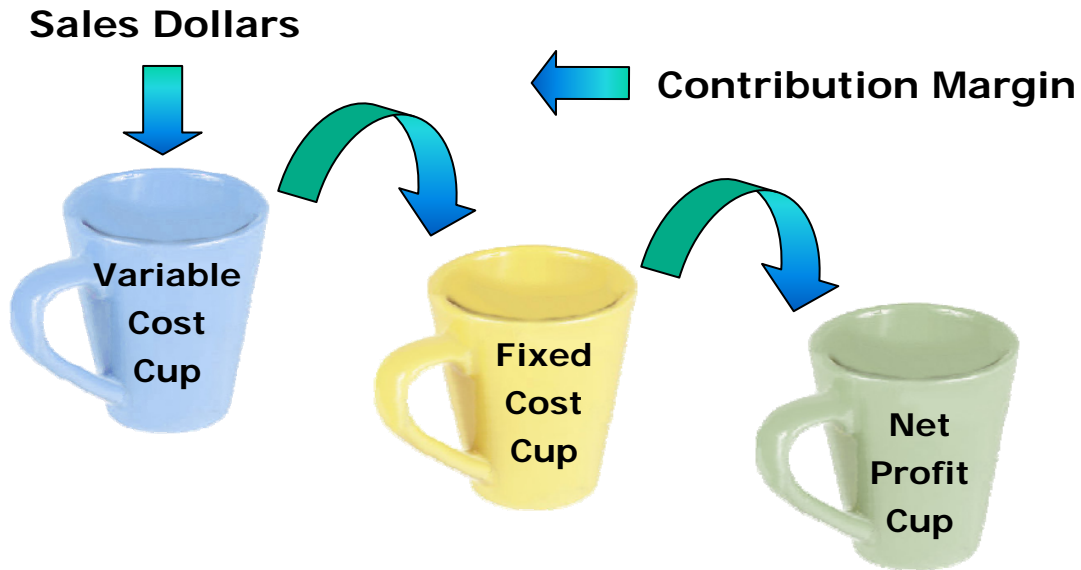 Sales Dollars
Contribution Margin
Variable
Cost
Cup
Fixed
Cost
Cup
Net
Profit
Cup